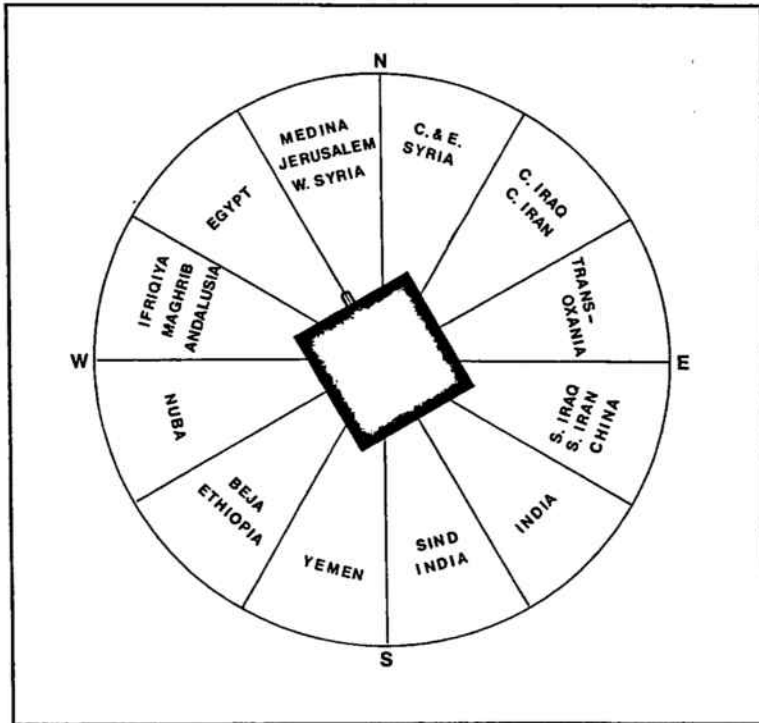 N
MEDINA
JERUSALEM
W. SYRIA
C. & E.
SYRIA
C. IRAQ
C. IRAN
TRANS-
OXANIA
E
S. IRAQ
S. IRAN
CHINA
INDIA
SIND
INDIA
S
YEMEN
BEJA
ETHIOPIA
NUBA
W
IFRIQIYA
MAGHRIB
ANDALUSIA
EGYPT